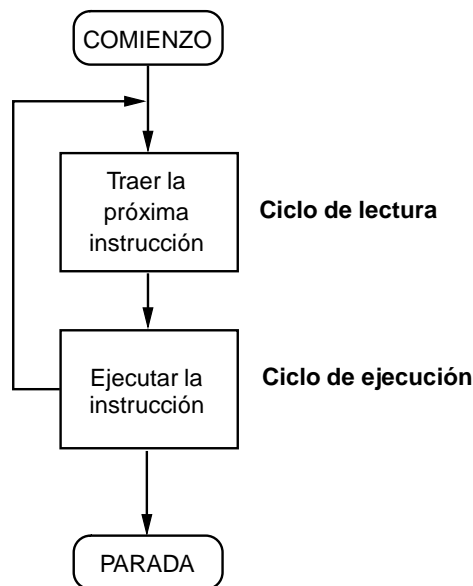 COMIENZO
Traer la
próxima
instrucción
Ciclo de lectura
Ejecutar la
instrucción
Ciclo de ejecución
PARADA